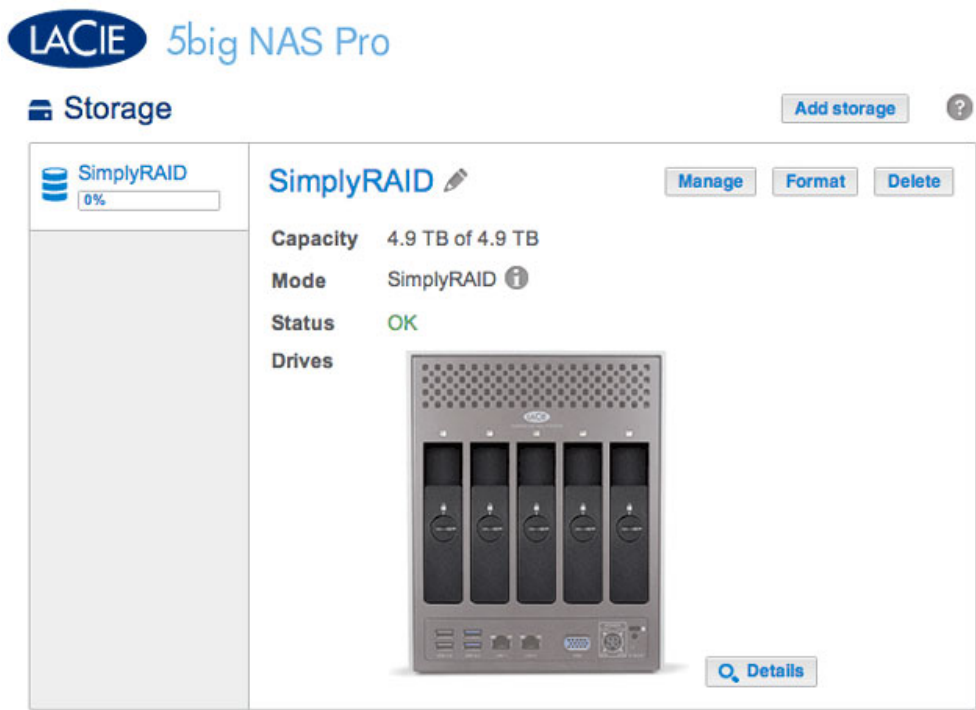 LACIE 5big NAS Pro
Storage
Add storage
?
SimplyRAID
0%
SimplyRAID
Manage
Format
Delete
Capacity 4.9 TB of 4.9 TB
Mode SimplyRAID
Status OK
Drives
LACIE
Details